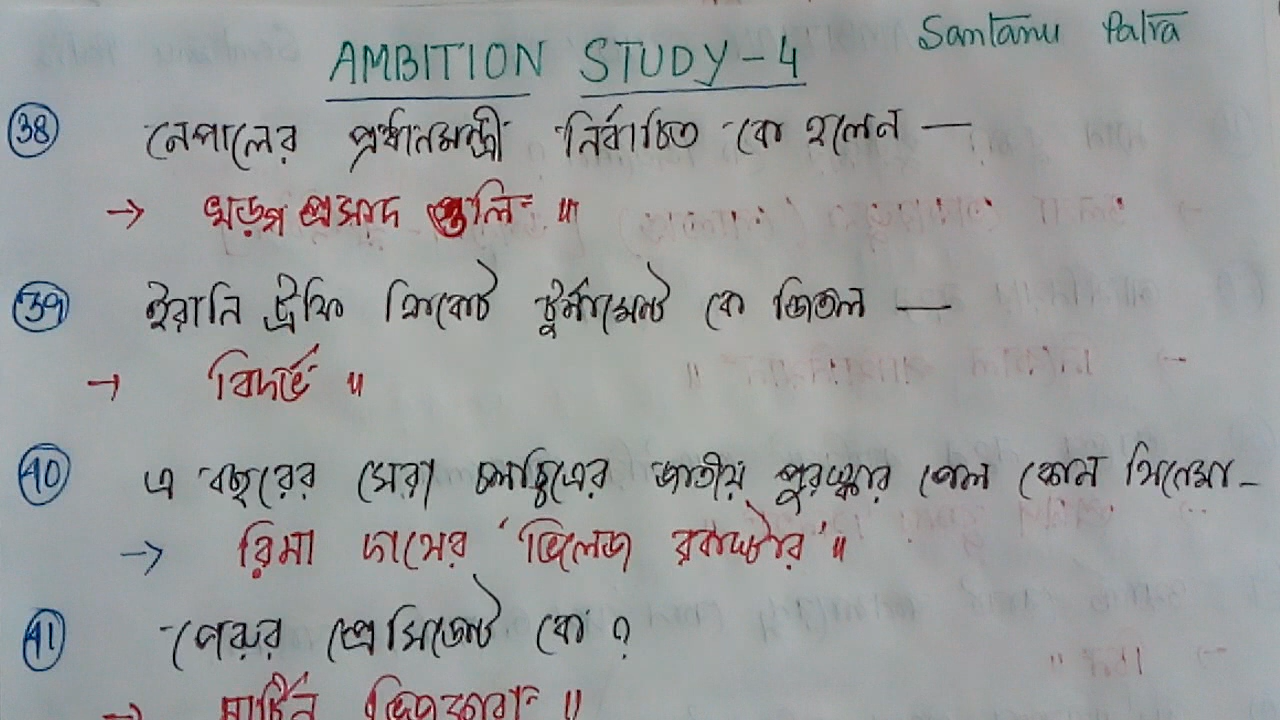 Santanu Patra
AMBITION STUDY-4
38 নেপালের প্রধানমন্ত্রী নির্বাচিত কে হলেন —
→ খড়্গ প্রসাদ ওলি ॥
39 ইরানি ট্রফি ক্রিকেট টুর্নামেন্ট কে জিতল —
→ বিদর্ভ ॥
40 এ বছরের সেরা চলচ্চিত্রের জাতীয় পুরস্কার পেল কোন সিনেমা –
→ রিমা দাসের 'ভিলেজ রকস্টার' ॥
41 পেরুর প্রেসিডেন্ট কে ?
→ মার্টিন ভিজকারা ॥